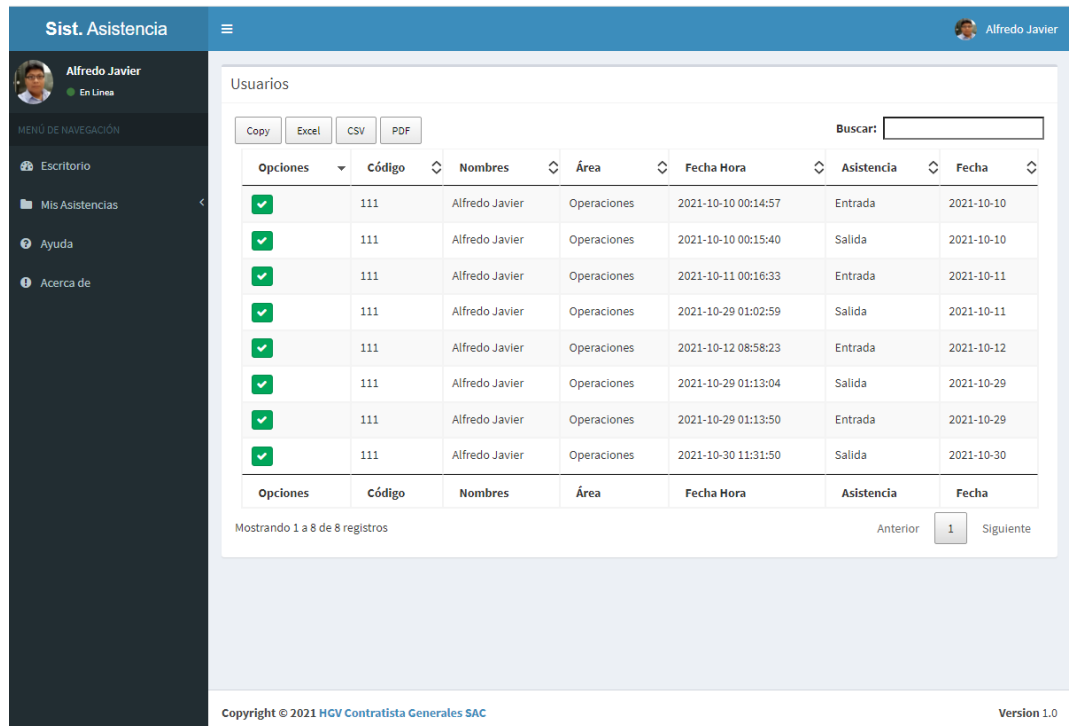 Sist. Asistencia
Alfredo Javier
Alfredo Javier
En Linea
MENÚ DE NAVEGACIÓN
Escritorio
Mis Asistencias
Ayuda
Acerca de
Usuarios
Copy Excel CSV PDF Buscar:
Opciones Código Nombres Área Fecha Hora Asistencia Fecha
111 Alfredo Javier Operaciones 2021-10-10 00:14:57 Entrada 2021-10-10
111 Alfredo Javier Operaciones 2021-10-10 00:15:40 Salida 2021-10-10
111 Alfredo Javier Operaciones 2021-10-11 00:16:33 Entrada 2021-10-11
111 Alfredo Javier Operaciones 2021-10-29 01:02:59 Salida 2021-10-11
111 Alfredo Javier Operaciones 2021-10-12 08:58:23 Entrada 2021-10-12
111 Alfredo Javier Operaciones 2021-10-29 01:13:04 Salida 2021-10-29
111 Alfredo Javier Operaciones 2021-10-29 01:13:50 Entrada 2021-10-29
111 Alfredo Javier Operaciones 2021-10-30 11:31:50 Salida 2021-10-30
Opciones Código Nombres Área Fecha Hora Asistencia Fecha
Mostrando 1 a 8 de 8 registros Anterior 1 Siguiente
Copyright © 2021 HGV Contratista Generales SAC Version 1.0